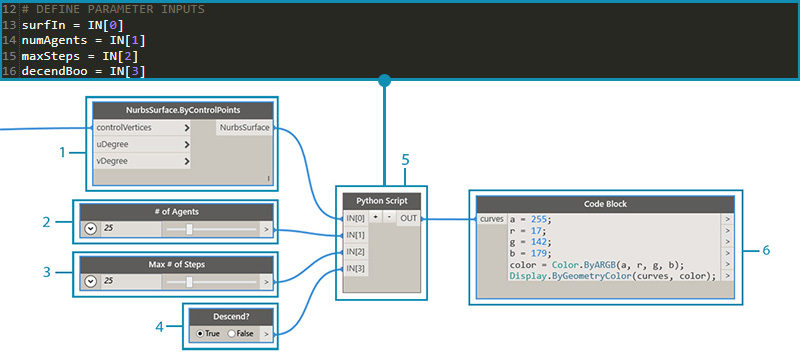 12 # DEFINE PARAMETER INPUTS
13 surfIn = IN[0]
14 numAgents = IN[1]
15 maxSteps = IN[2]
16 decendBoo = IN[3]
NurbsSurface.ByControlPoints
controlVertices > NurbsSurface
uDegree >
vDegree >
I
1
# of Agents
25 >
2
Max # of Steps
25 >
3
Descend?
True False >
4
5
Python Script
IN[0] + - OUT
IN[1]
IN[2]
IN[3]
Code Block
curves a = 255; >
r = 17; >
g = 142; >
b = 179; >
color = Color.ByARGB(a, r, g, b); >
Display.ByGeometryColor(curves, color); >
6